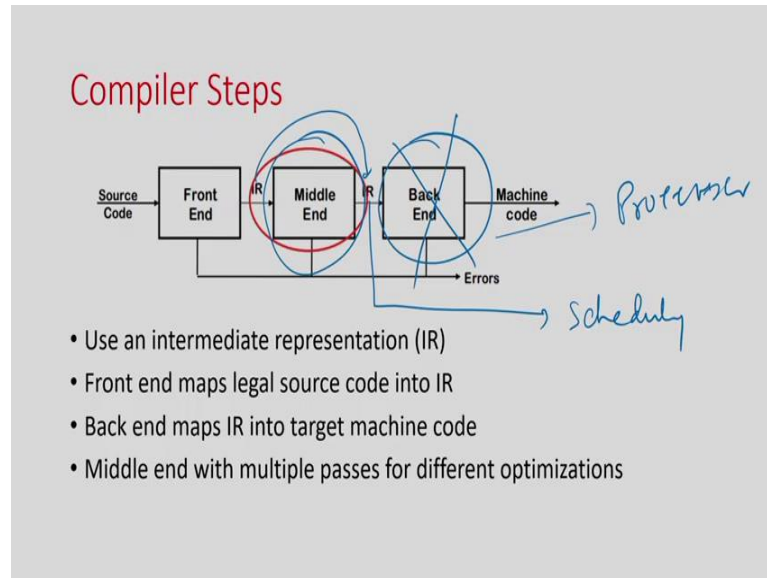 Compiler Steps
Source Code
Front End
IR
Middle End
IR
Back End
Machine code
Processer
Errors
Scheduly
• Use an intermediate representation (IR)
• Front end maps legal source code into IR
• Back end maps IR into target machine code
• Middle end with multiple passes for different optimizations